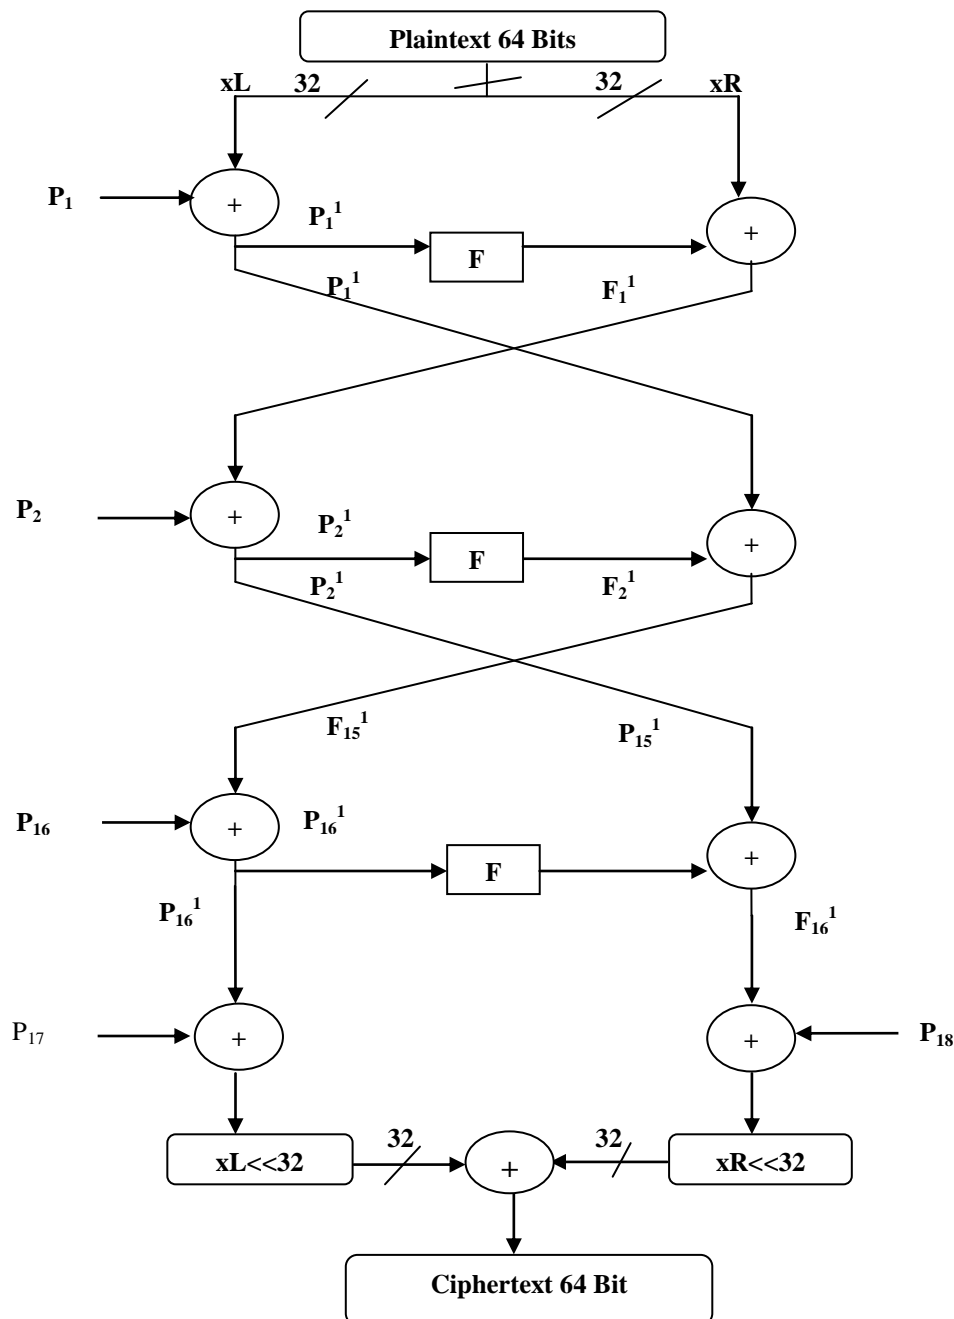 Plaintext 64 Bits
xL 32 32 xR
P₁
+
P₁¹
+
F
P₁¹ F₁¹
P₂
+
P₂¹
+
F
P₂¹ F₂¹
F₁₅¹ P₁₅¹
P₁₆
+
P₁₆¹
+
F
P₁₆¹ F₁₆¹
P₁₇
+
+
P₁₈
32 32
xL<<32
+
xR<<32
Ciphertext 64 Bit